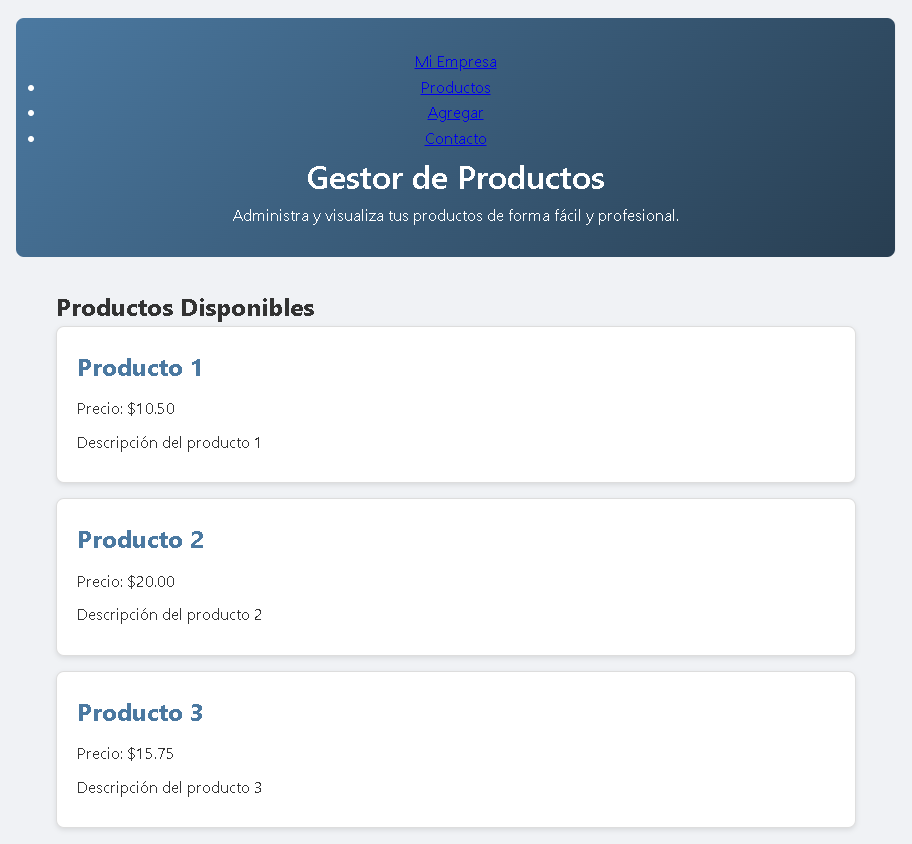 Mi Empresa
Productos
Agregar
Contacto
Gestor de Productos
Administra y visualiza tus productos de forma fácil y profesional.
Productos Disponibles
Producto 1
Precio: $10.50
Descripción del producto 1
Producto 2
Precio: $20.00
Descripción del producto 2
Producto 3
Precio: $15.75
Descripción del producto 3